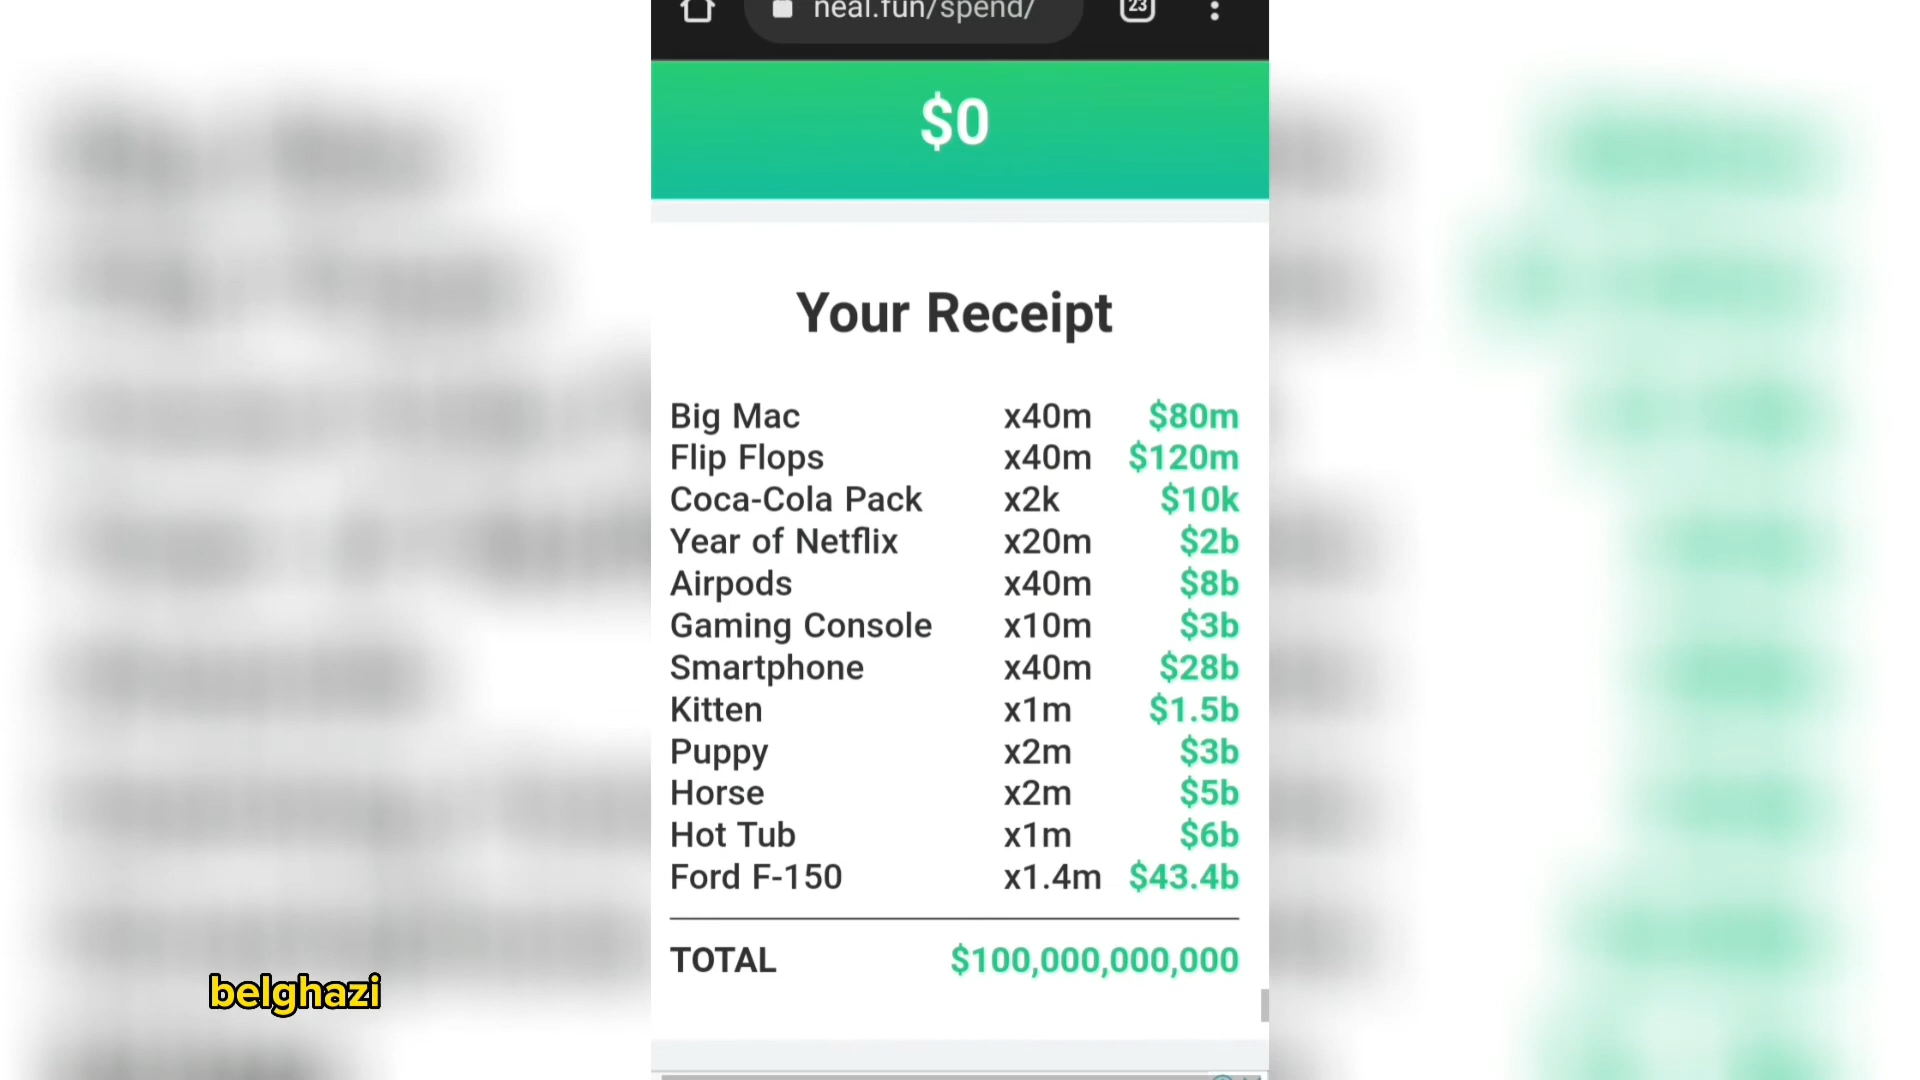 neal.fun/spend/ 23
$0
Your Receipt
Big Mac x40m $80m
Flip Flops x40m $120m
Coca-Cola Pack x2k $10k
Year of Netflix x20m $2b
Airpods x40m $8b
Gaming Console x10m $3b
Smartphone x40m $28b
Kitten x1m $1.5b
Puppy x2m $3b
Horse x2m $5b
Hot Tub x1m $6b
Ford F-150 x1.4m $43.4b
TOTAL $100,000,000,000
belghazi